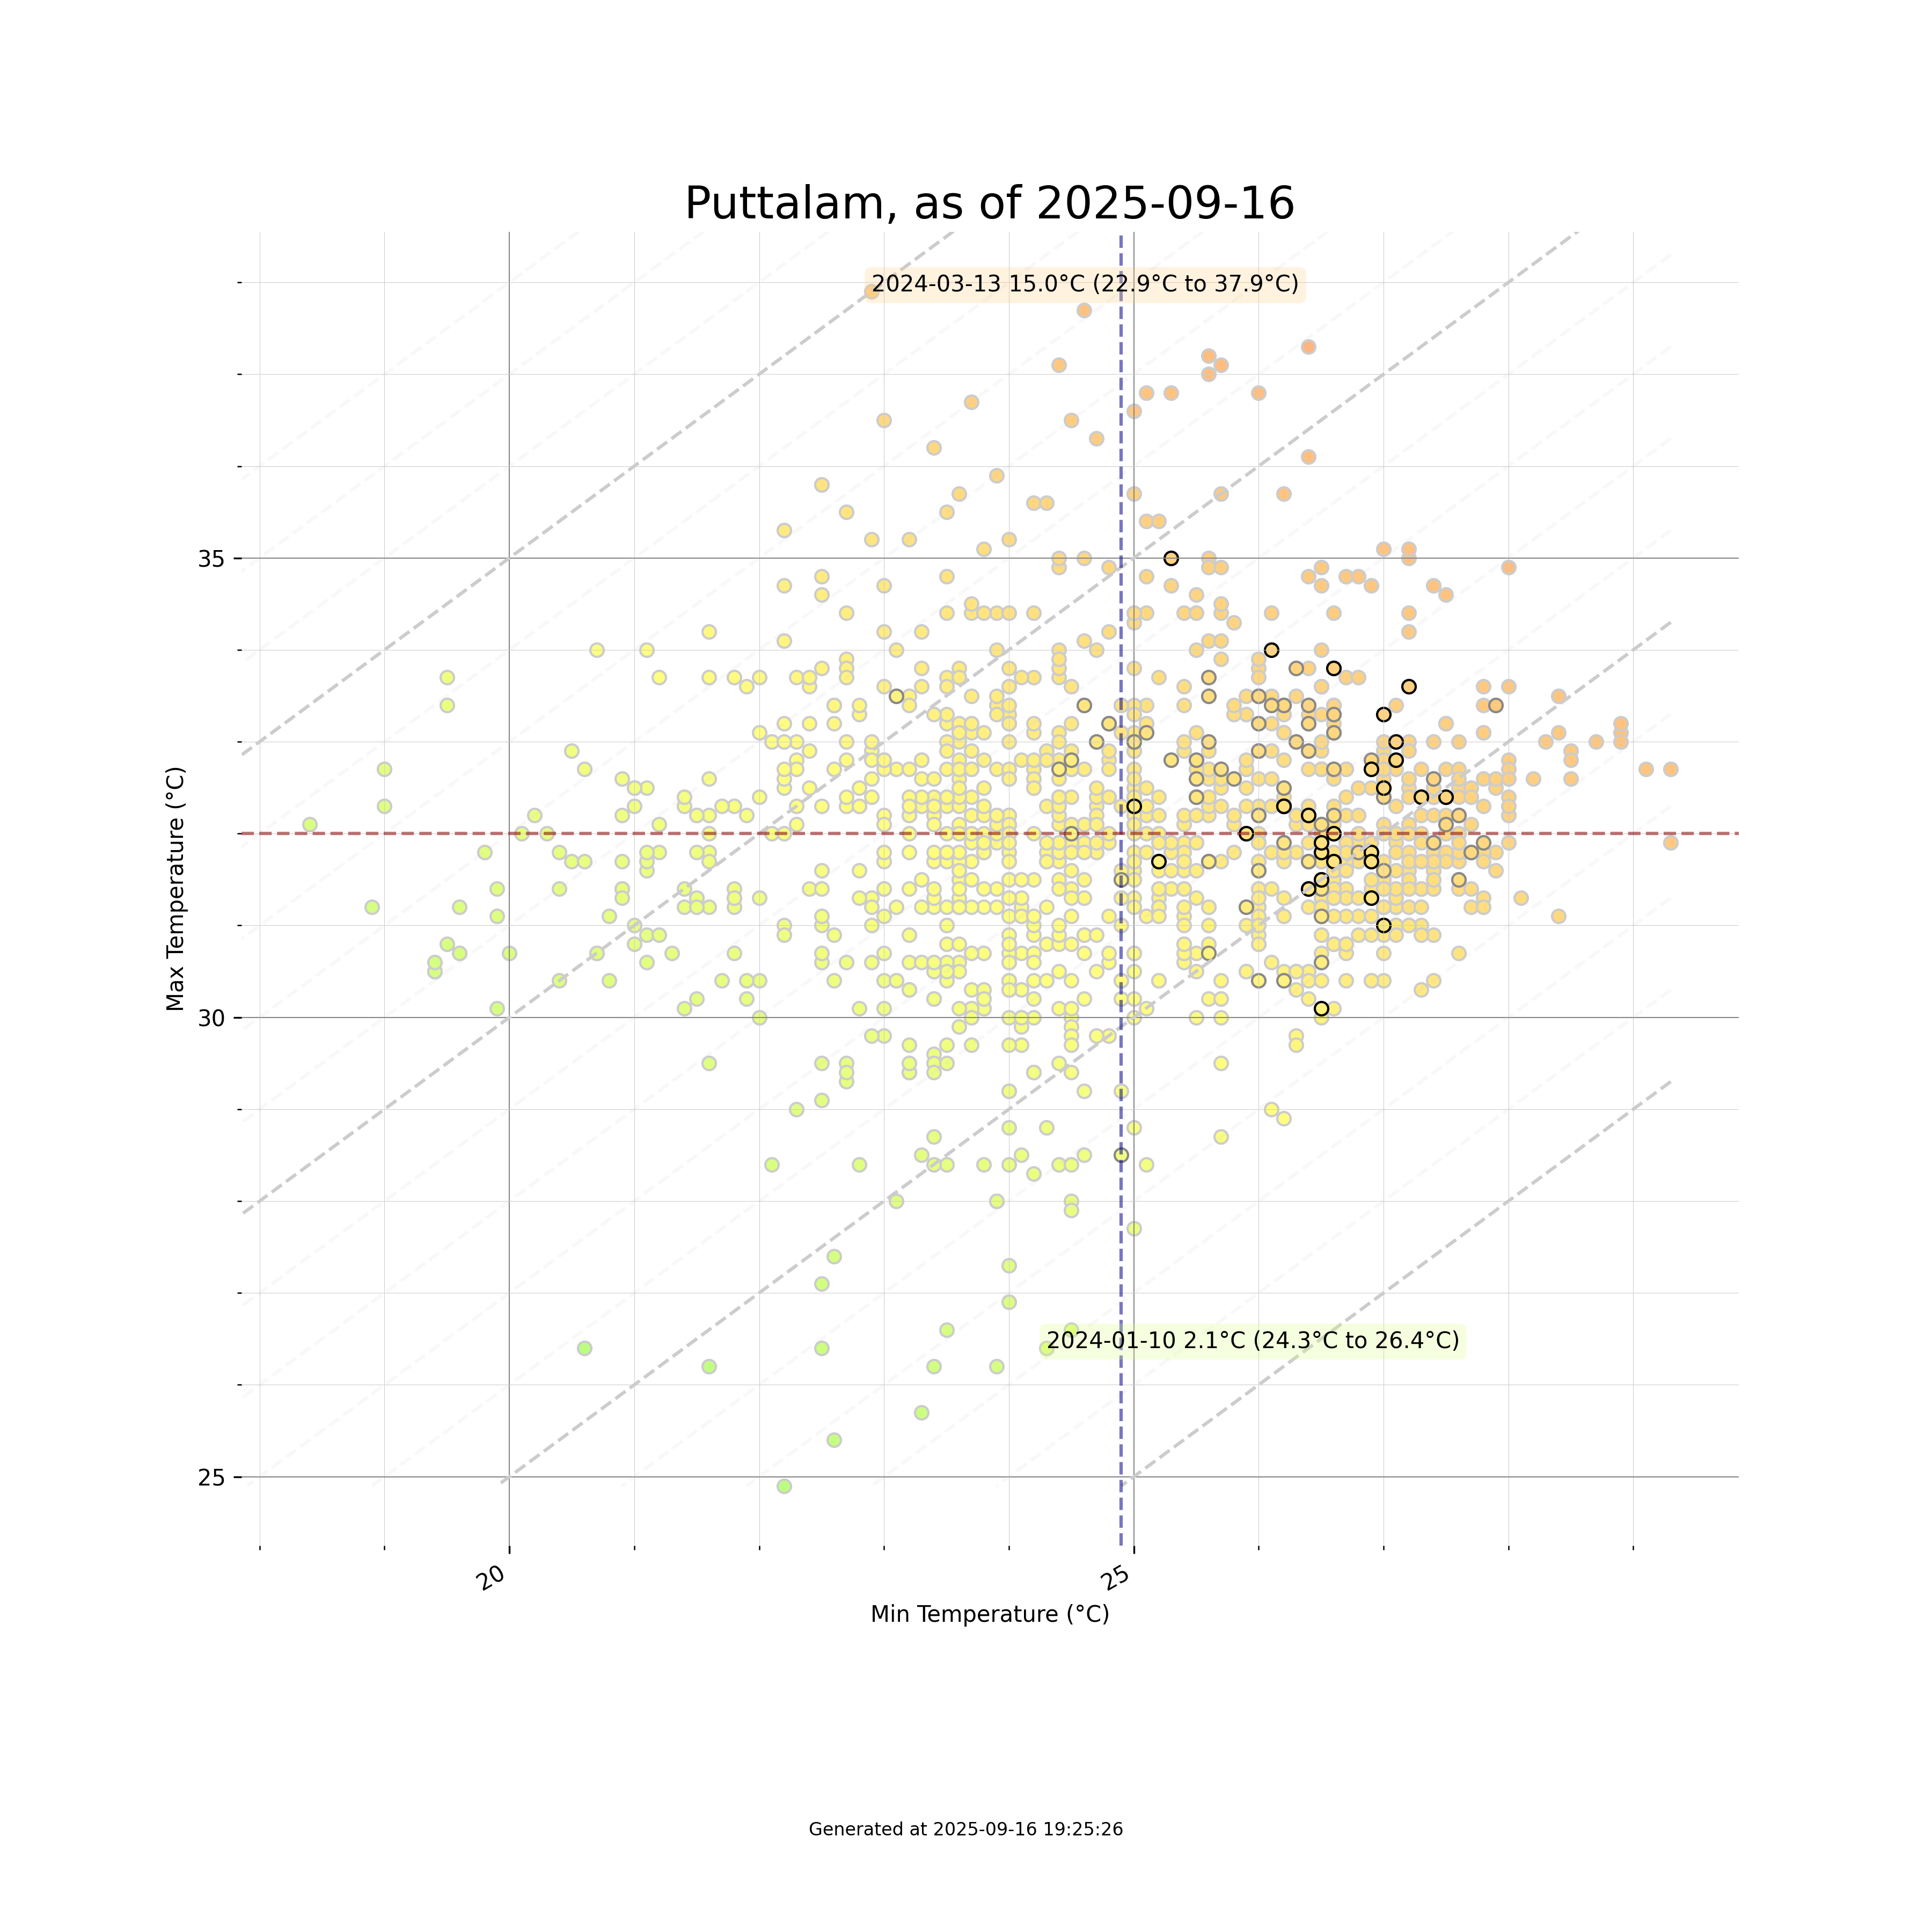 Puttalam, as of 2025-09-16
2024-03-13 15.0°C (22.9°C to 37.9°C)
35
Max Temperature (°C)
30
2024-01-10 2.1°C (24.3°C to 26.4°C)
25
20
25
Min Temperature (°C)
Generated at 2025-09-16 19:25:26